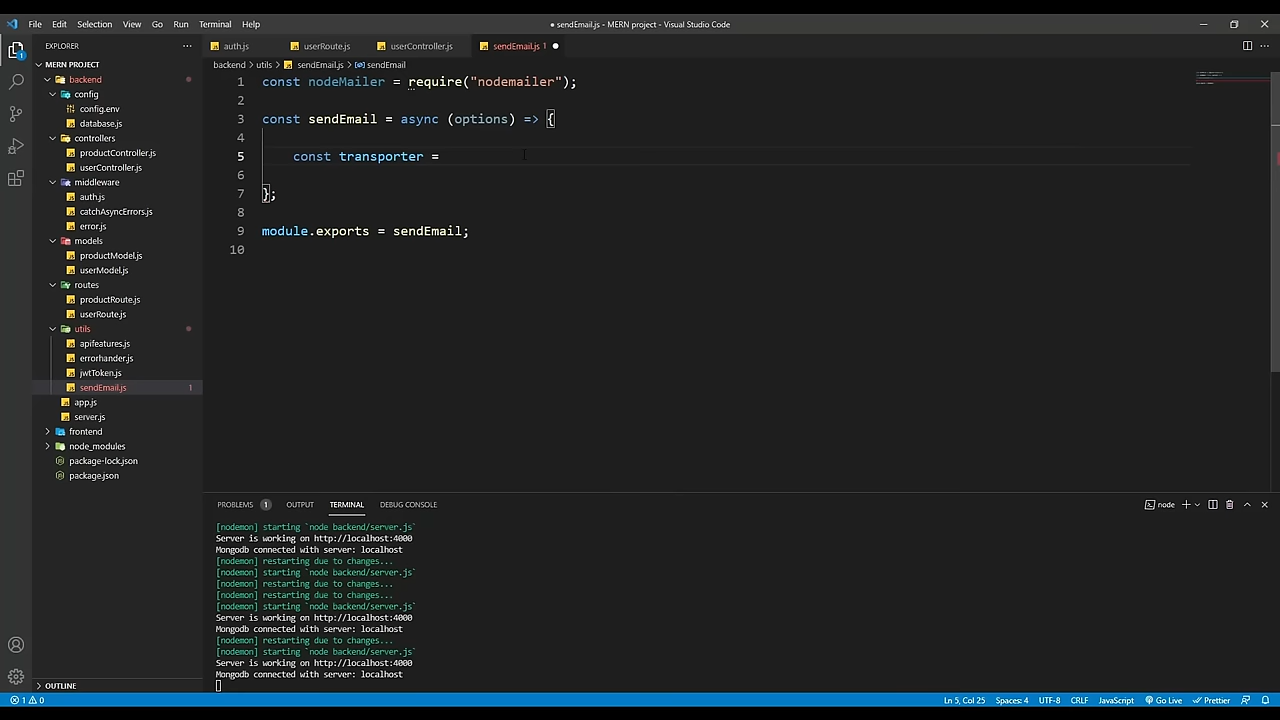 File Edit Selection View Go Run Terminal Help
● sendEmail.js - MERN project - Visual Studio Code
EXPLORER
MERN PROJECT
backend
config
config.env
database.js
controllers
productController.js
userController.js
middleware
auth.js
catchAsyncErrors.js
error.js
models
productModel.js
userModel.js
routes
productRoute.js
userRoute.js
utils
apifeatures.js
errorhander.js
jwtToken.js
sendEmail.js 1
app.js
server.js
frontend
node_modules
package-lock.json
package.json
OUTLINE
auth.js userRoute.js userController.js sendEmail.js 1 ●
backend > utils > sendEmail.js > sendEmail
1 const nodeMailer = require("nodemailer");
2
3 const sendEmail = async (options) => {
4
5 const transporter =
6
7 };
8
9 module.exports = sendEmail;
10
PROBLEMS 1 OUTPUT TERMINAL DEBUG CONSOLE
node
[nodemon] starting `node backend/server.js`
Server is working on http://localhost:4000
Mongodb connected with server: localhost
[nodemon] restarting due to changes...
[nodemon] starting `node backend/server.js`
[nodemon] restarting due to changes...
[nodemon] restarting due to changes...
[nodemon] starting `node backend/server.js`
Server is working on http://localhost:4000
Mongodb connected with server: localhost
[nodemon] restarting due to changes...
[nodemon] starting `node backend/server.js`
Server is working on http://localhost:4000
Mongodb connected with server: localhost
1 0
Ln 5, Col 25 Spaces: 4 UTF-8 CRLF JavaScript Go Live Prettier